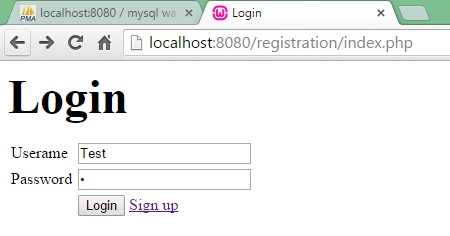 localhost:8080 / mysql wa
Login
localhost:8080/registration/index.php
Login
Userame Test
Password •
Login Sign up